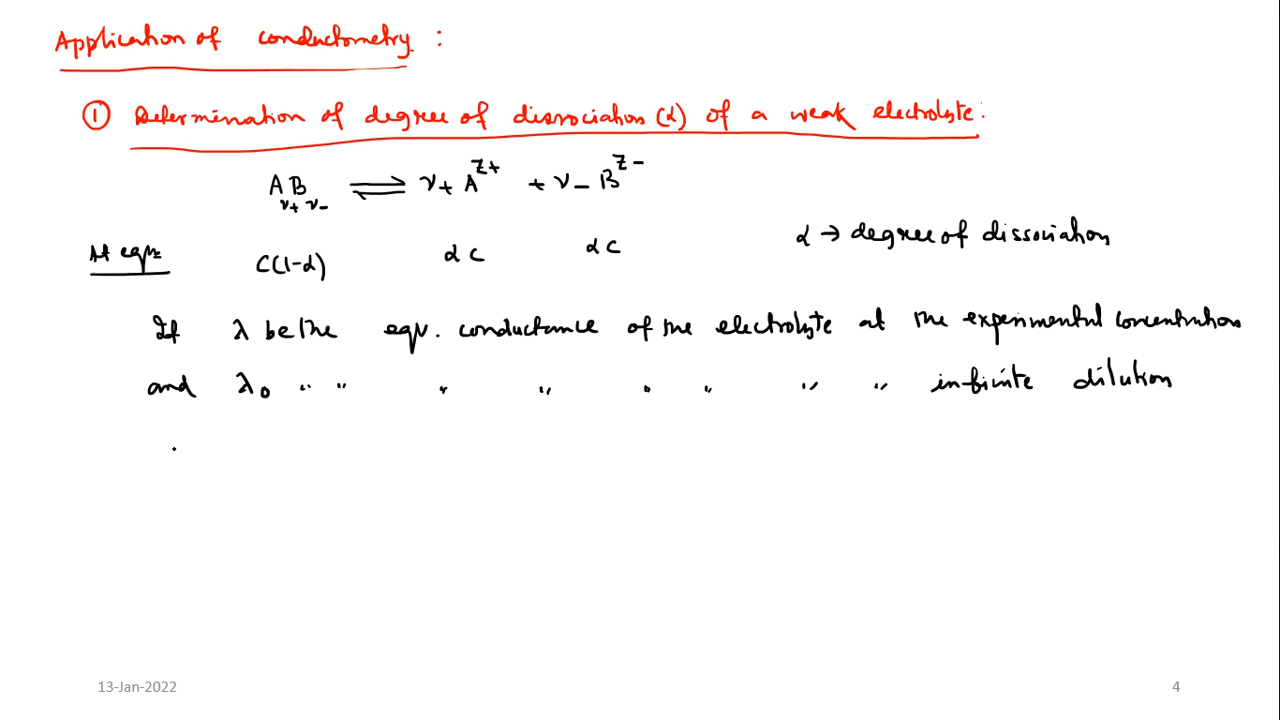 Application of conductometry :
① Determination of degree of dissociation (α) of a weak electrolyte :
A B ⇌ ν+ A^Z+ + ν- B^Z-
ν+ ν-
At eqm C(1-α) αC αC α → degree of dissociation
If λ be the eqv. conductance of the electrolyte at the experimental concentration
and λ₀ " " " " " " " " infinite dilution
13-Jan-2022 4